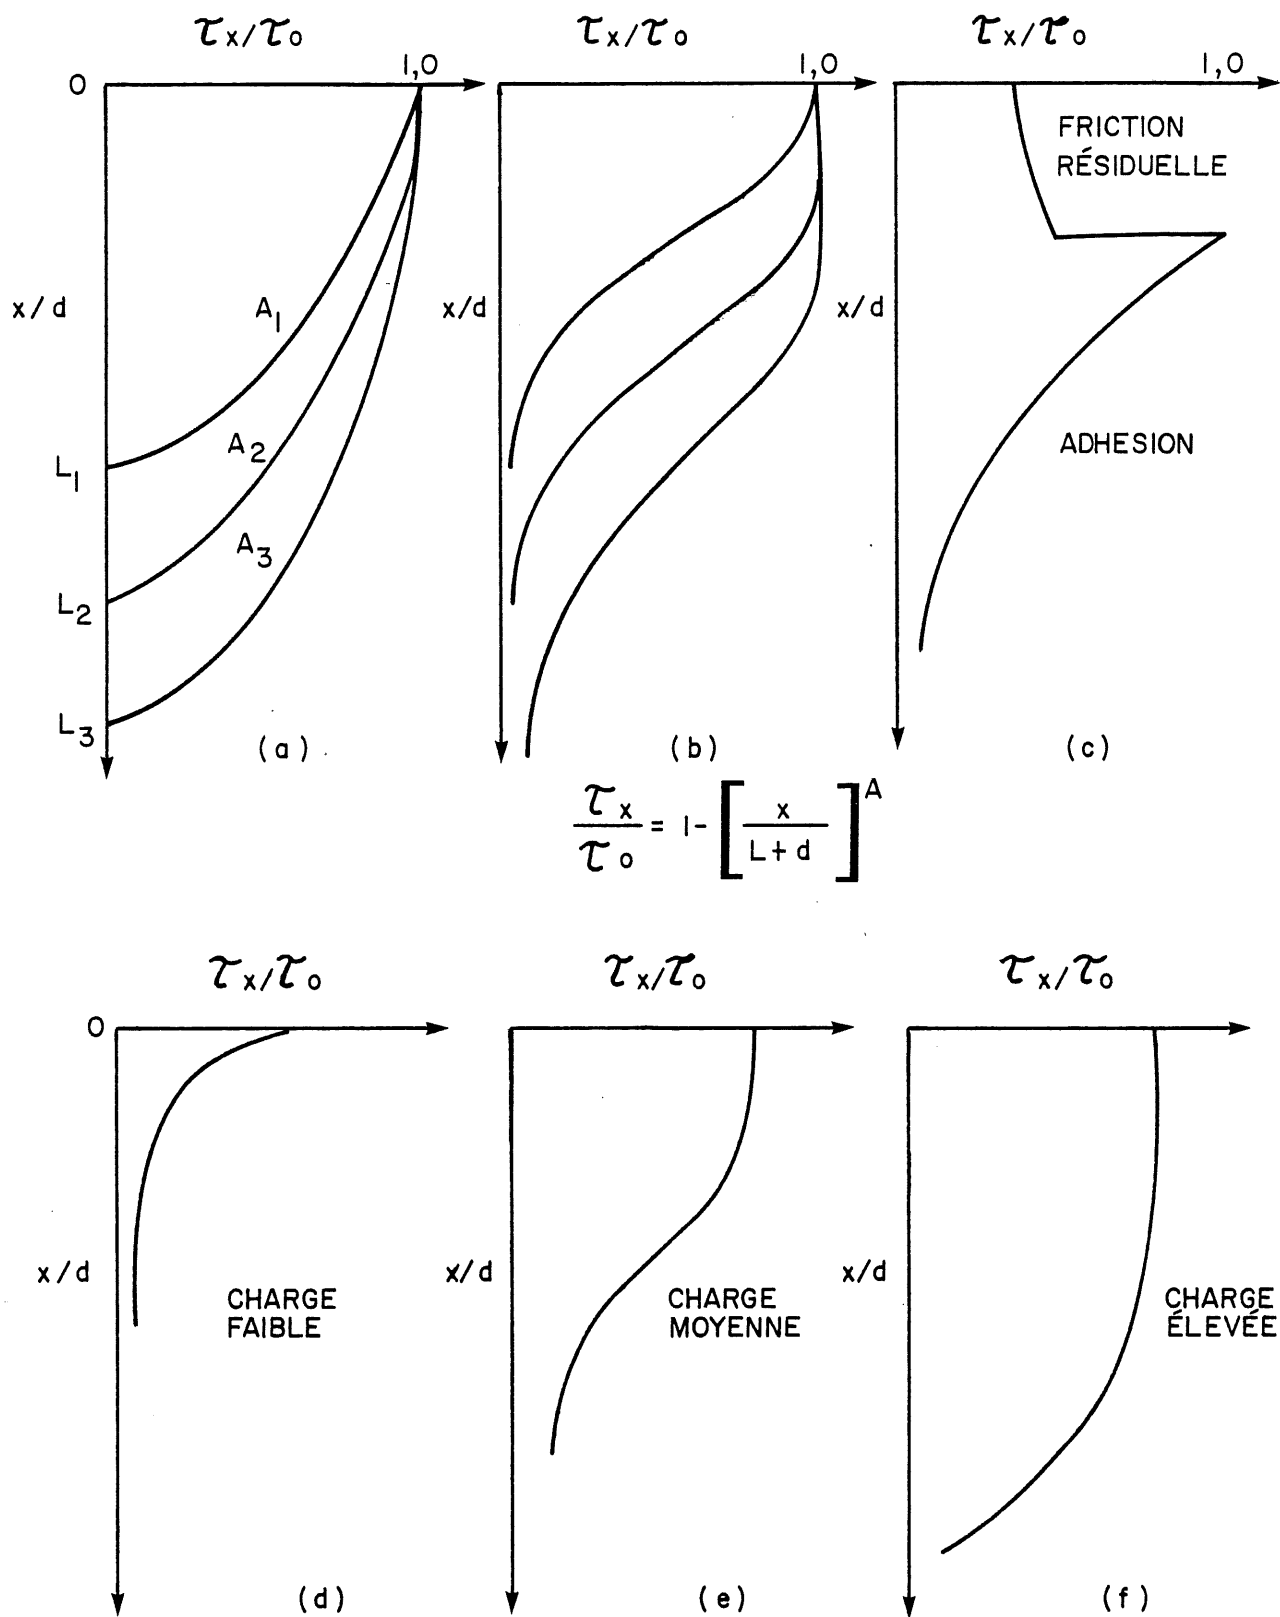 τx/τo
τx/τo
τx/τo
0
1,0
1,0
1,0
FRICTION
RÉSIDUELLE
x/d
x/d
x/d
A1
A2
A3
ADHESION
L1
L2
L3
(a)
(b)
(c)
τx/τo = 1-[x/L+d]A
τx/τo
τx/τo
τx/τo
0
x/d
x/d
x/d
CHARGE
FAIBLE
CHARGE
MOYENNE
CHARGE
ÉLEVÉE
(d)
(e)
(f)